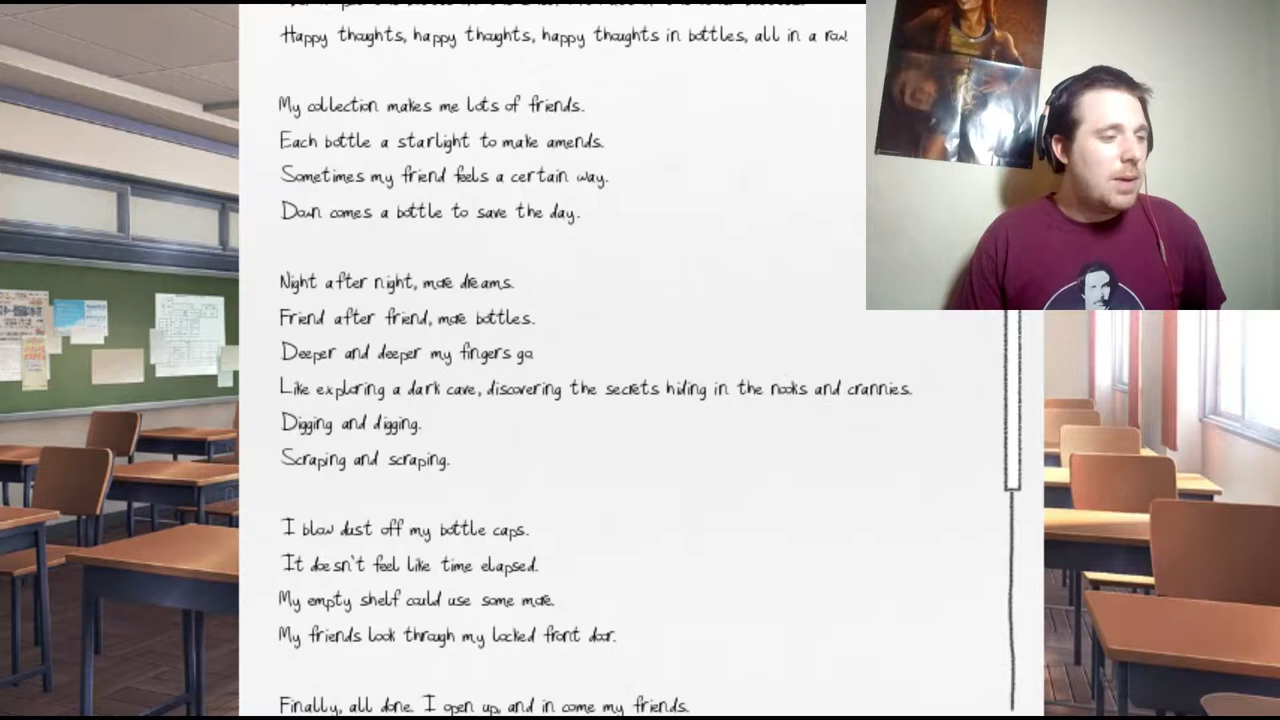 Happy thoughts, happy thoughts, happy thoughts in bottles, all in a row.
My collection makes me lots of friends.
Each bottle a starlight to make amends.
Sometimes my friend feels a certain way.
Down comes a bottle to save the day.
Night after night, more dreams.
Friend after friend, more bottles.
Deeper and deeper my fingers go.
Like exploring a dark cave, discovering the secrets hiding in the nooks and crannies.
Digging and digging.
Scraping and scraping.
I blow dust off my bottle caps.
It doesn't feel like time elapsed.
My empty shelf could use some more.
My friends look through my locked front door.
Finally, all done. I open up, and in come my friends.